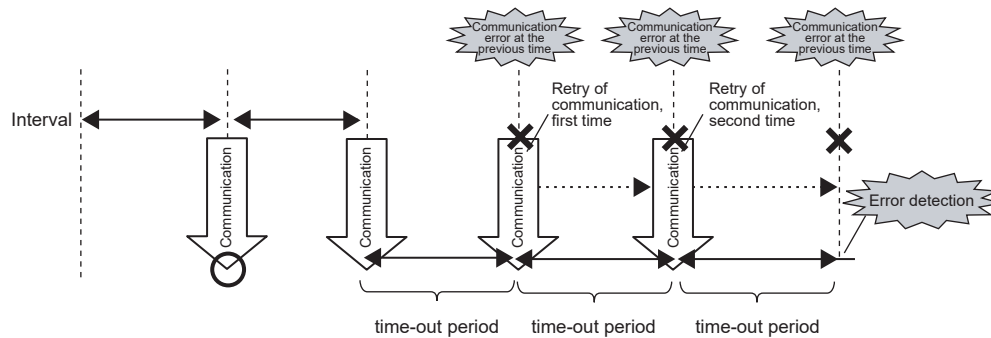 Communication
error at the
previous time
Communication
error at the
previous time
Communication
error at the
previous time
Retry of
communication,
first time
Retry of
communication,
second time
Interval
Communication
Communication
Communication
Communication
Error detection
time-out period
time-out period
time-out period